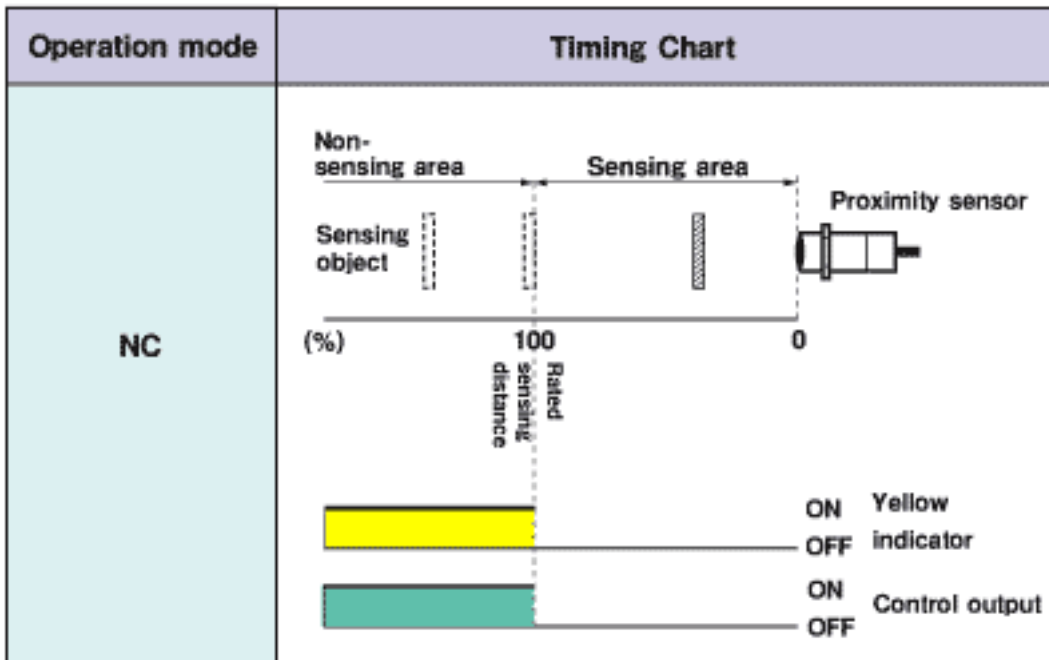 Operation mode
Timing Chart
NC
Non-
sensing area
Sensing area
Proximity sensor
Sensing
object
(%)
100
0
Rated
sensing
distance
ON
OFF
Yellow
indicator
ON
OFF
Control output